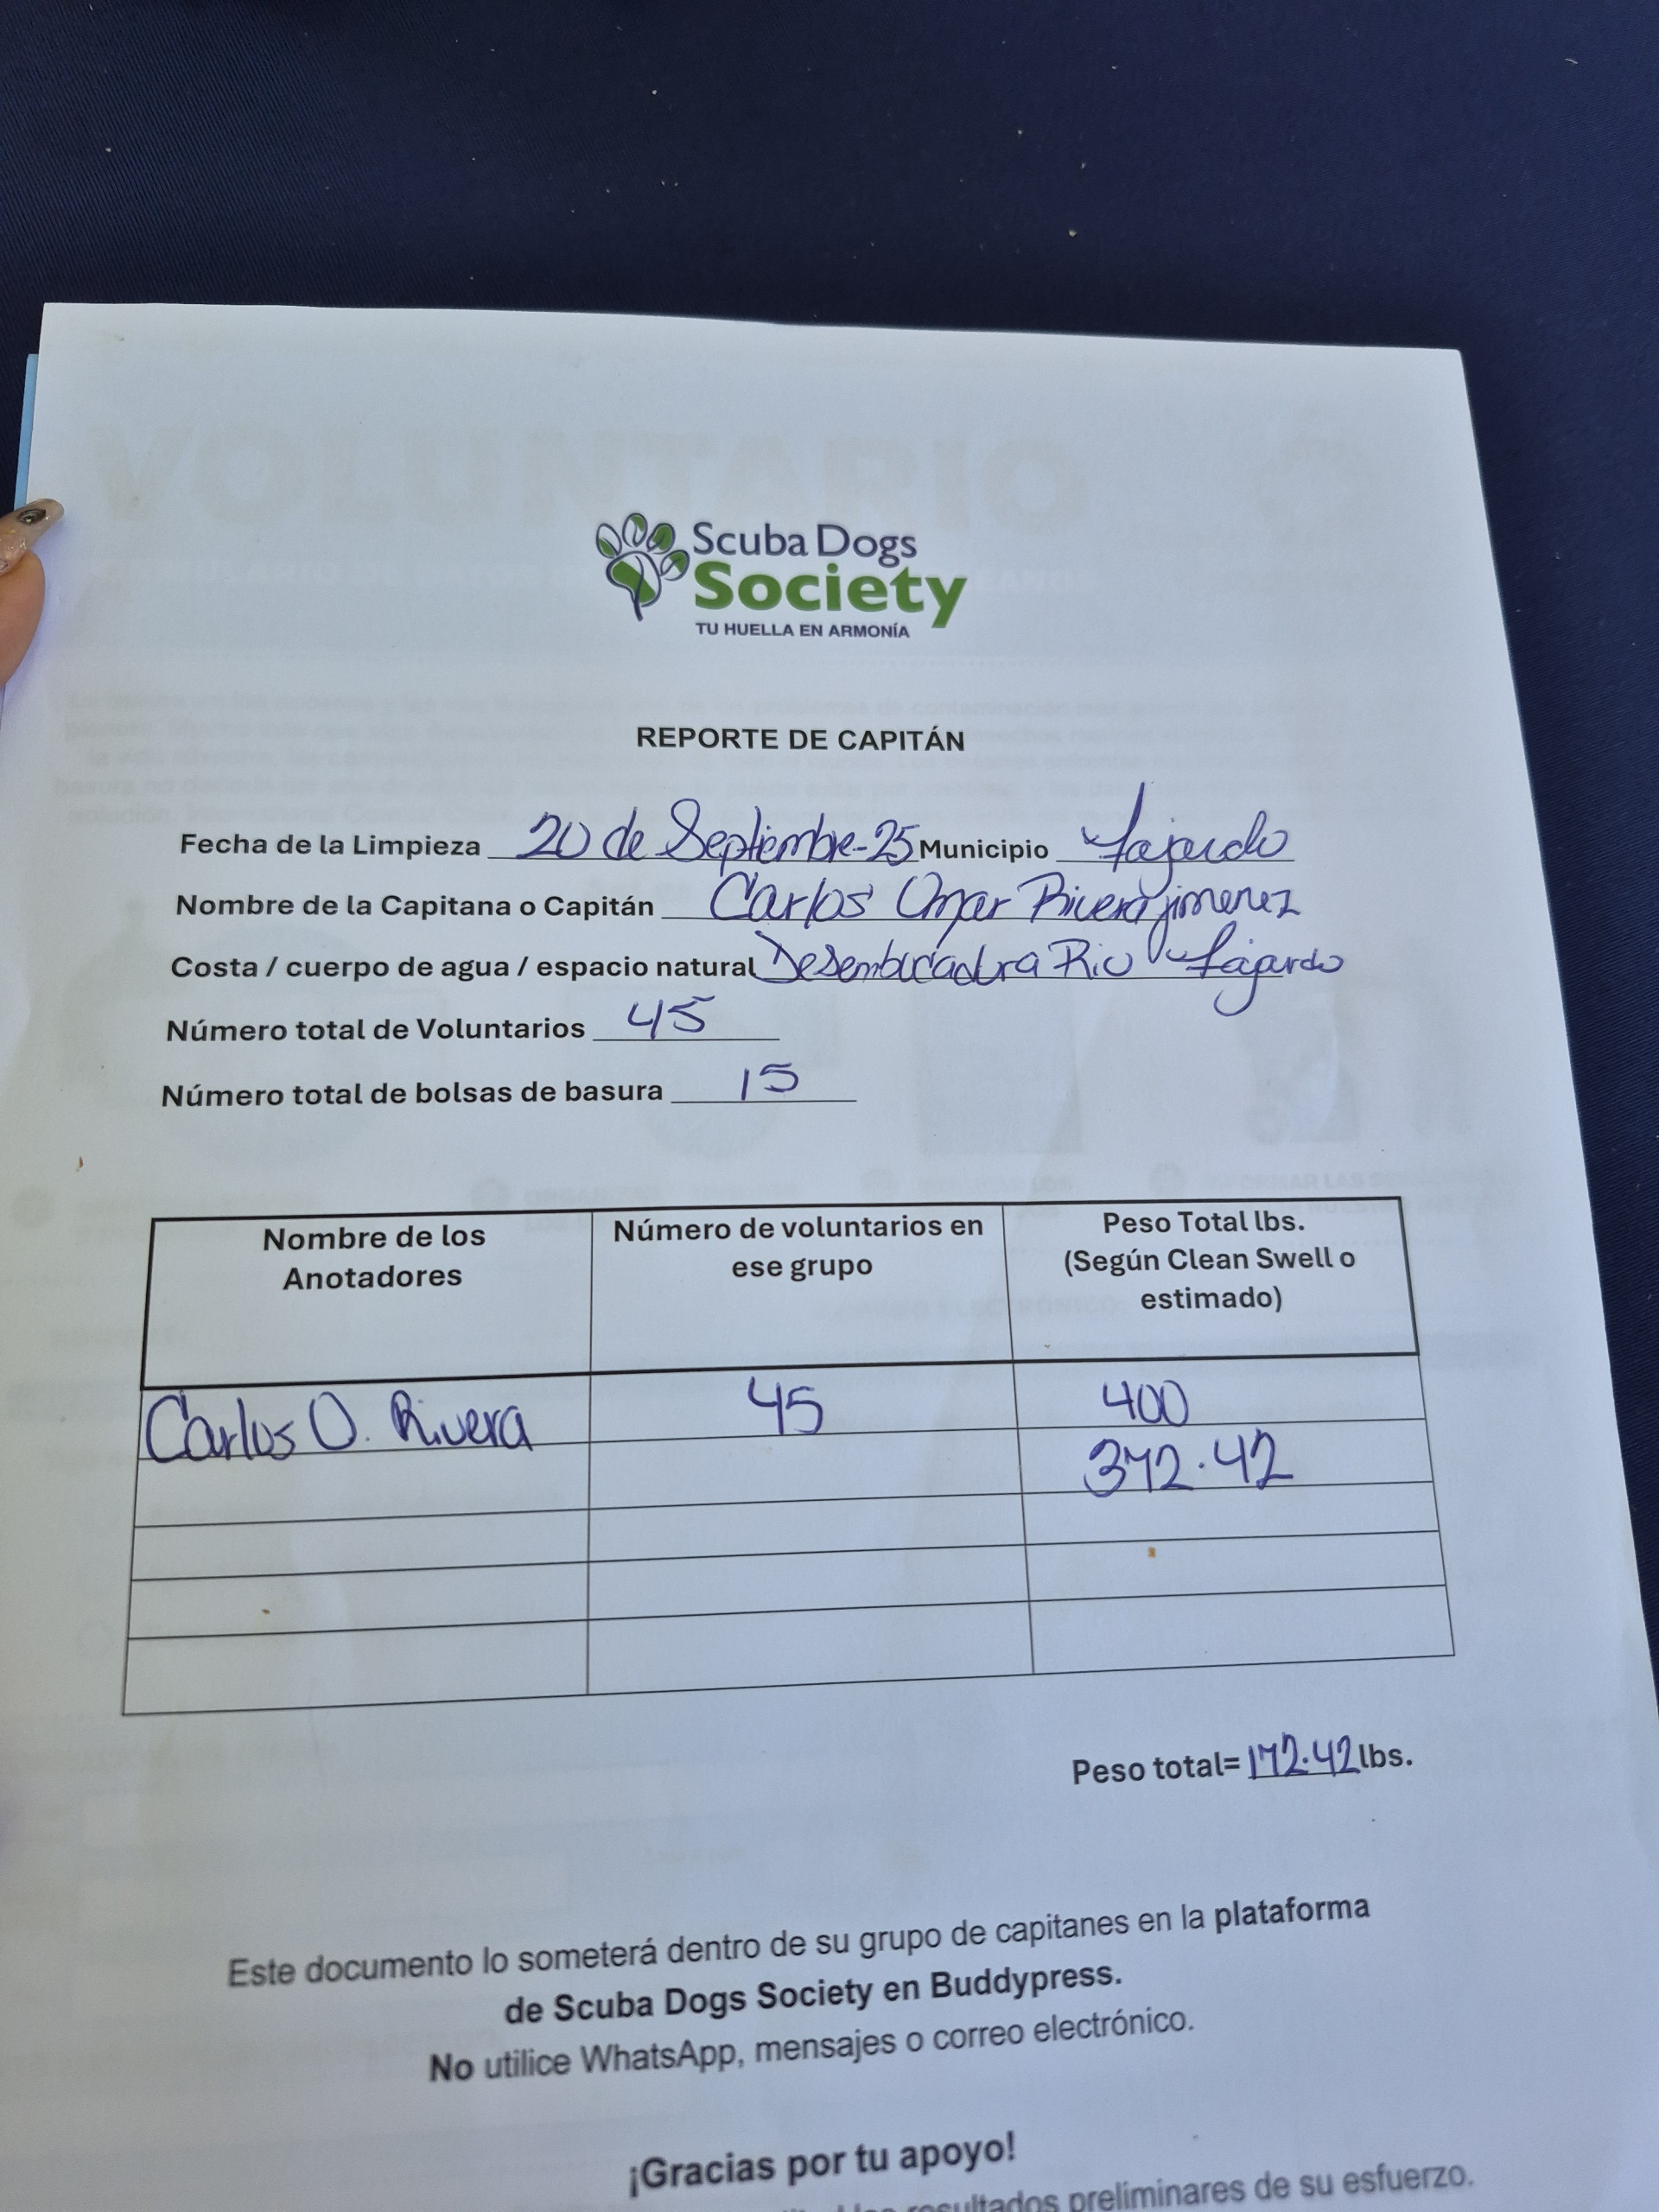 Scuba Dogs
Society
TU HUELLA EN ARMONÍA
REPORTE DE CAPITÁN
Fecha de la Limpieza 20 de Septiembre-25 Municipio Fajardo
Nombre de la Capitana o Capitán Carlos Omar Rivera Jimenez
Costa / cuerpo de agua / espacio natural Desembocadura Rio Fajardo
Número total de Voluntarios 45
Número total de bolsas de basura 15
Nombre de los Anotadores
Número de voluntarios en ese grupo
Peso Total lbs. (Según Clean Swell o estimado)
Carlos O. Rivera 45 400
372.42
Peso total= 172.42 lbs.
Este documento lo someterá dentro de su grupo de capitanes en la plataforma
de Scuba Dogs Society en Buddypress.
No utilice WhatsApp, mensajes o correo electrónico.
¡Gracias por tu apoyo!
resultados preliminares de su esfuerzo.